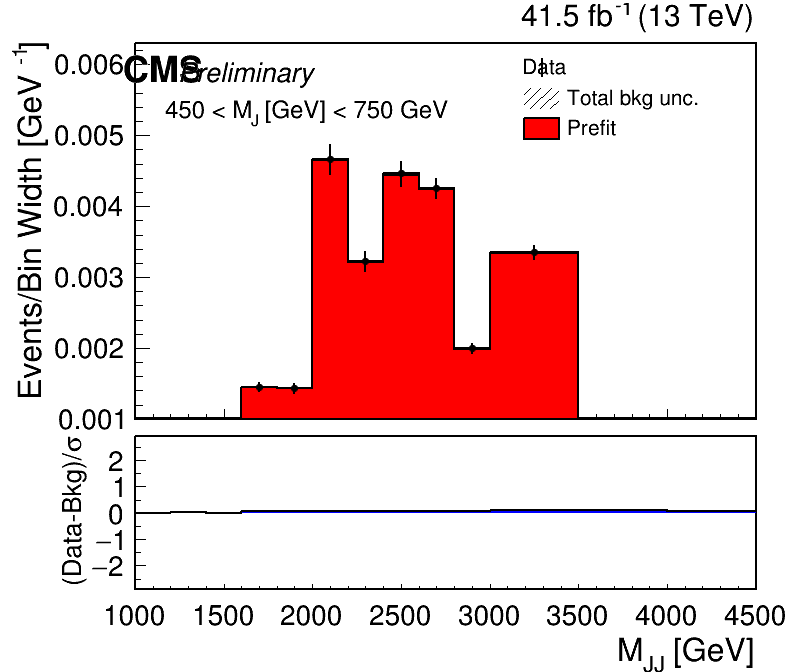 41.5 fb⁻¹ (13 TeV)
CMS Preliminary
450 < M_J [GeV] < 750 GeV
Data
Total bkg unc.
Prefit
Events/Bin Width [GeV⁻¹]
0.006
0.005
0.004
0.003
0.002
0.001
(Data-Bkg)/σ
2
1
0
−1
−2
1000 1500 2000 2500 3000 3500 4000 4500
M_JJ [GeV]